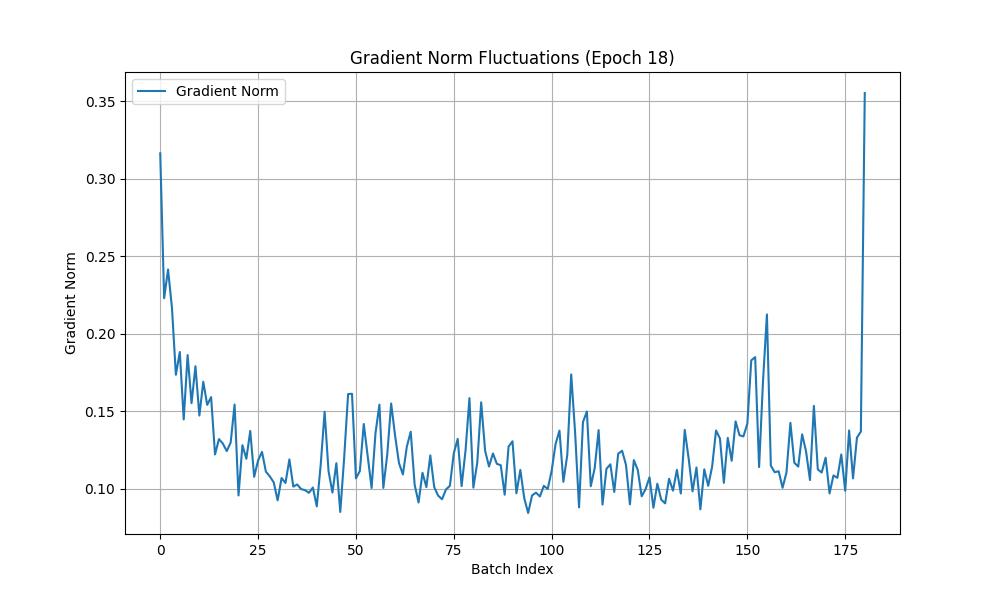 Gradient Norm Fluctuations (Epoch 18)
Gradient Norm
0.35
0.30
0.25
0.20
0.15
0.10
Gradient Norm
0 25 50 75 100 125 150 175
Batch Index